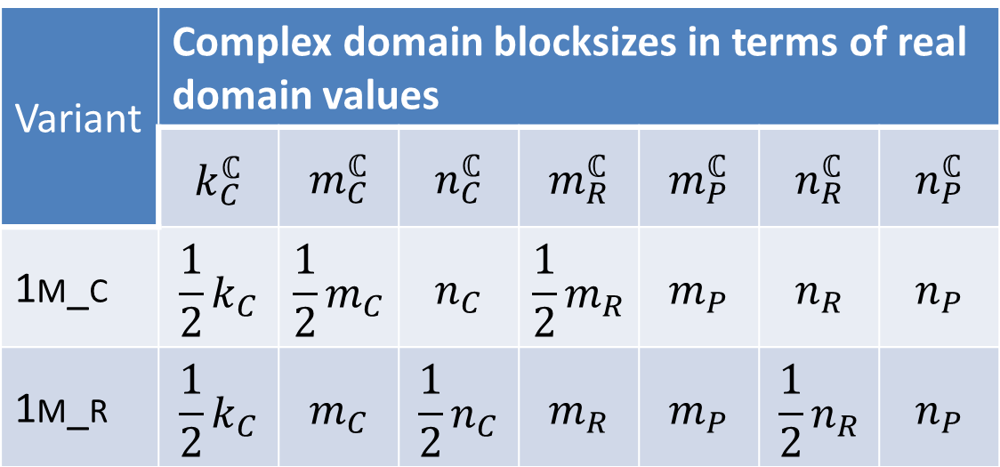 Variant
Complex domain blocksizes in terms of real
domain values
$k_C^{\mathbb{C}}$ $m_C^{\mathbb{C}}$ $n_C^{\mathbb{C}}$ $m_R^{\mathbb{C}}$ $m_P^{\mathbb{C}}$ $n_R^{\mathbb{C}}$ $n_P^{\mathbb{C}}$
1M_C $\frac{1}{2}k_C$ $\frac{1}{2}m_C$ $n_C$ $\frac{1}{2}m_R$ $m_P$ $n_R$ $n_P$
1M_R $\frac{1}{2}k_C$ $m_C$ $\frac{1}{2}n_C$ $m_R$ $m_P$ $\frac{1}{2}n_R$ $n_P$